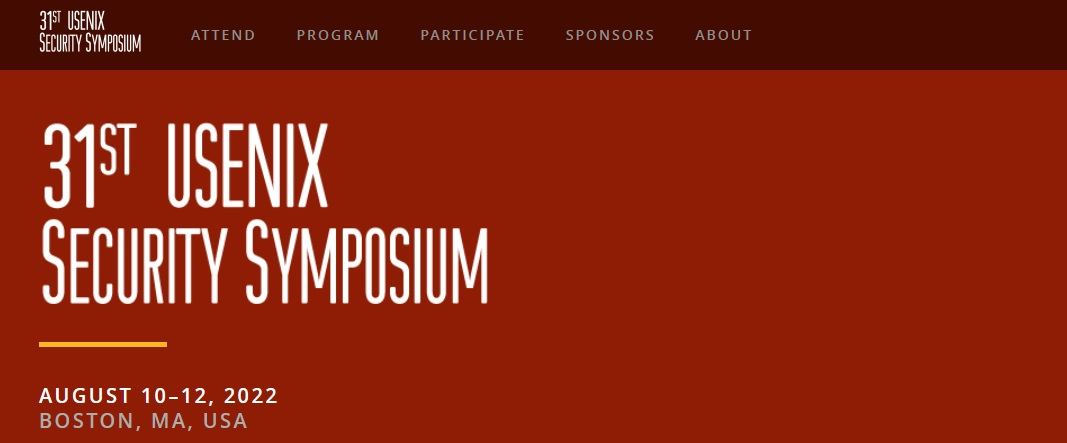 31ST USENIX
SECURITY SYMPOSIUM
ATTEND PROGRAM PARTICIPATE SPONSORS ABOUT
31ST USENIX
SECURITY SYMPOSIUM
AUGUST 10–12, 2022
BOSTON, MA, USA